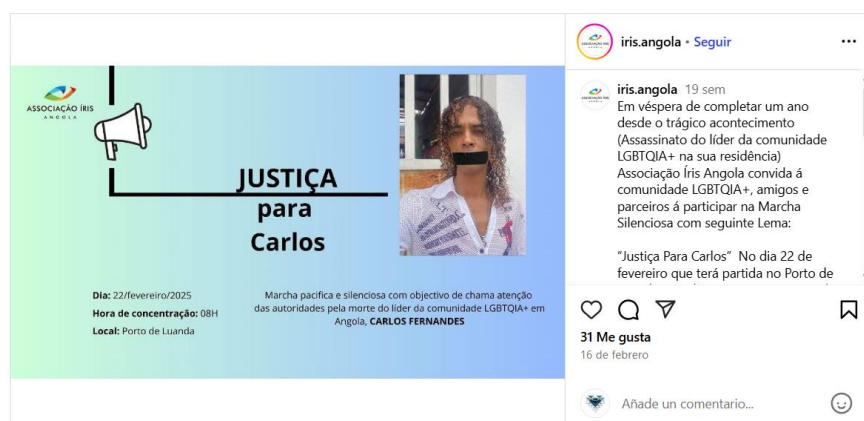 ASSOCIAÇÃO ÍRIS
ANGOLA
JUSTIÇA
para
Carlos
Dia: 22/fevereiro/2025
Hora de concentração: 08H
Local: Porto de Luanda
Marcha pacifica e silenciosa com objectivo de chama atenção
das autoridades pela morte do líder da comunidade LGBTQIA+ em
Angola, CARLOS FERNANDES
iris.angola • Seguir
iris.angola 19 sem
Em véspera de completar um ano
desde o trágico acontecimento
(Assassinato do líder da comunidade
LGBTQIA+ na sua residência)
Associação Íris Angola convida á
comunidade LGBTQIA+, amigos e
parceiros á participar na Marcha
Silenciosa com seguinte Lema:
“Justiça Para Carlos” No dia 22 de
fevereiro que terá partida no Porto de
31 Me gusta
16 de febrero
Añade un comentario...